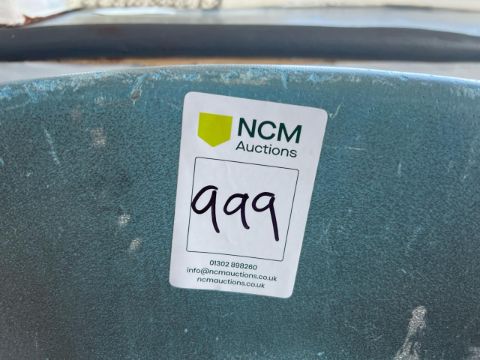 NCM
Auctions
999
01302 898260
info@ncmauctions.co.uk
ncmauctions.co.uk